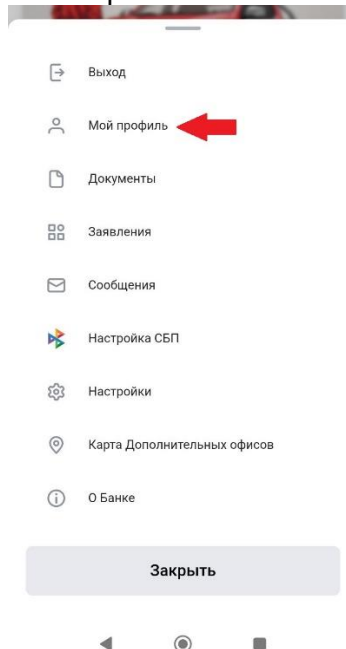 Выход
Мой профиль
Документы
Заявления
Сообщения
Настройка СБП
Настройки
Карта Дополнительных офисов
О Банке
Закрыть